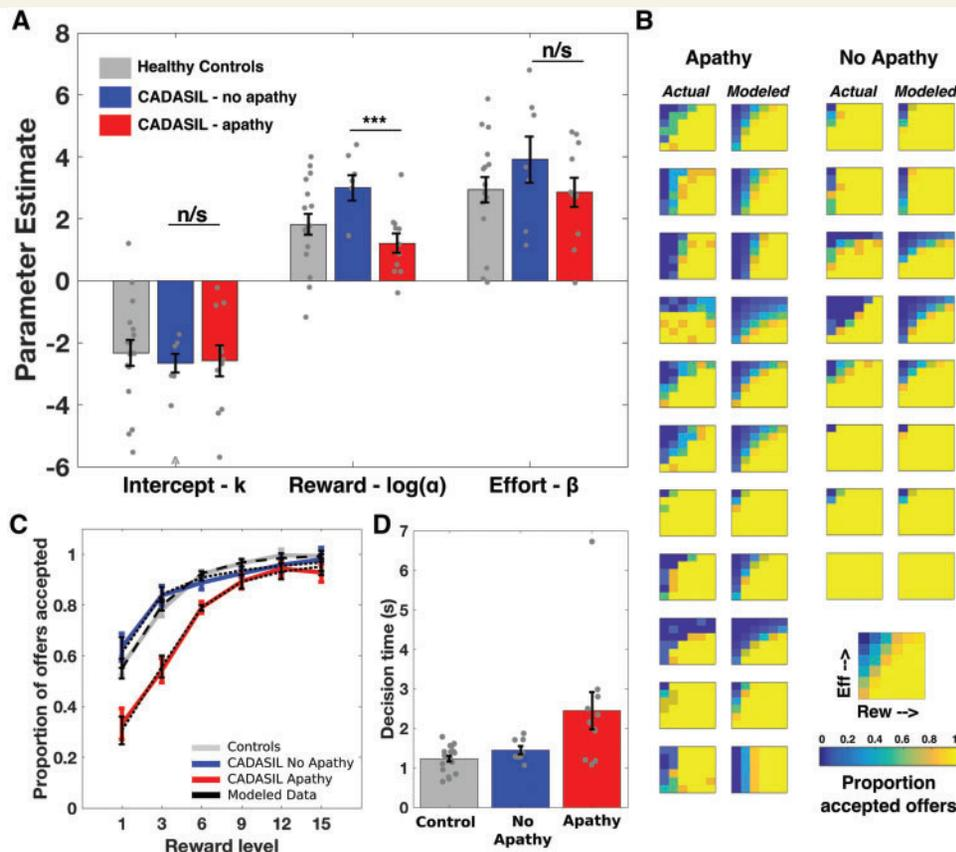 A
8
6
4
2
0
-2
-4
-6
Parameter Estimate
Healthy Controls
CADASIL - no apathy
CADASIL - apathy
n/s
***
n/s
Intercept - k
Reward - log(α)
Effort - β
B
Apathy
No Apathy
Actual
Modeled
Actual
Modeled
Eff -->
Rew -->
0 0.2 0.4 0.6 0.8 1
Proportion
accepted offers
C
1
0.8
0.6
0.4
0.2
0
Proportion of offers accepted
Controls
CADASIL No Apathy
CADASIL Apathy
Modeled Data
1 3 6 9 12 15
Reward level
D
7
6
5
4
3
2
1
0
Decision time (s)
Control
No
Apathy
Apathy